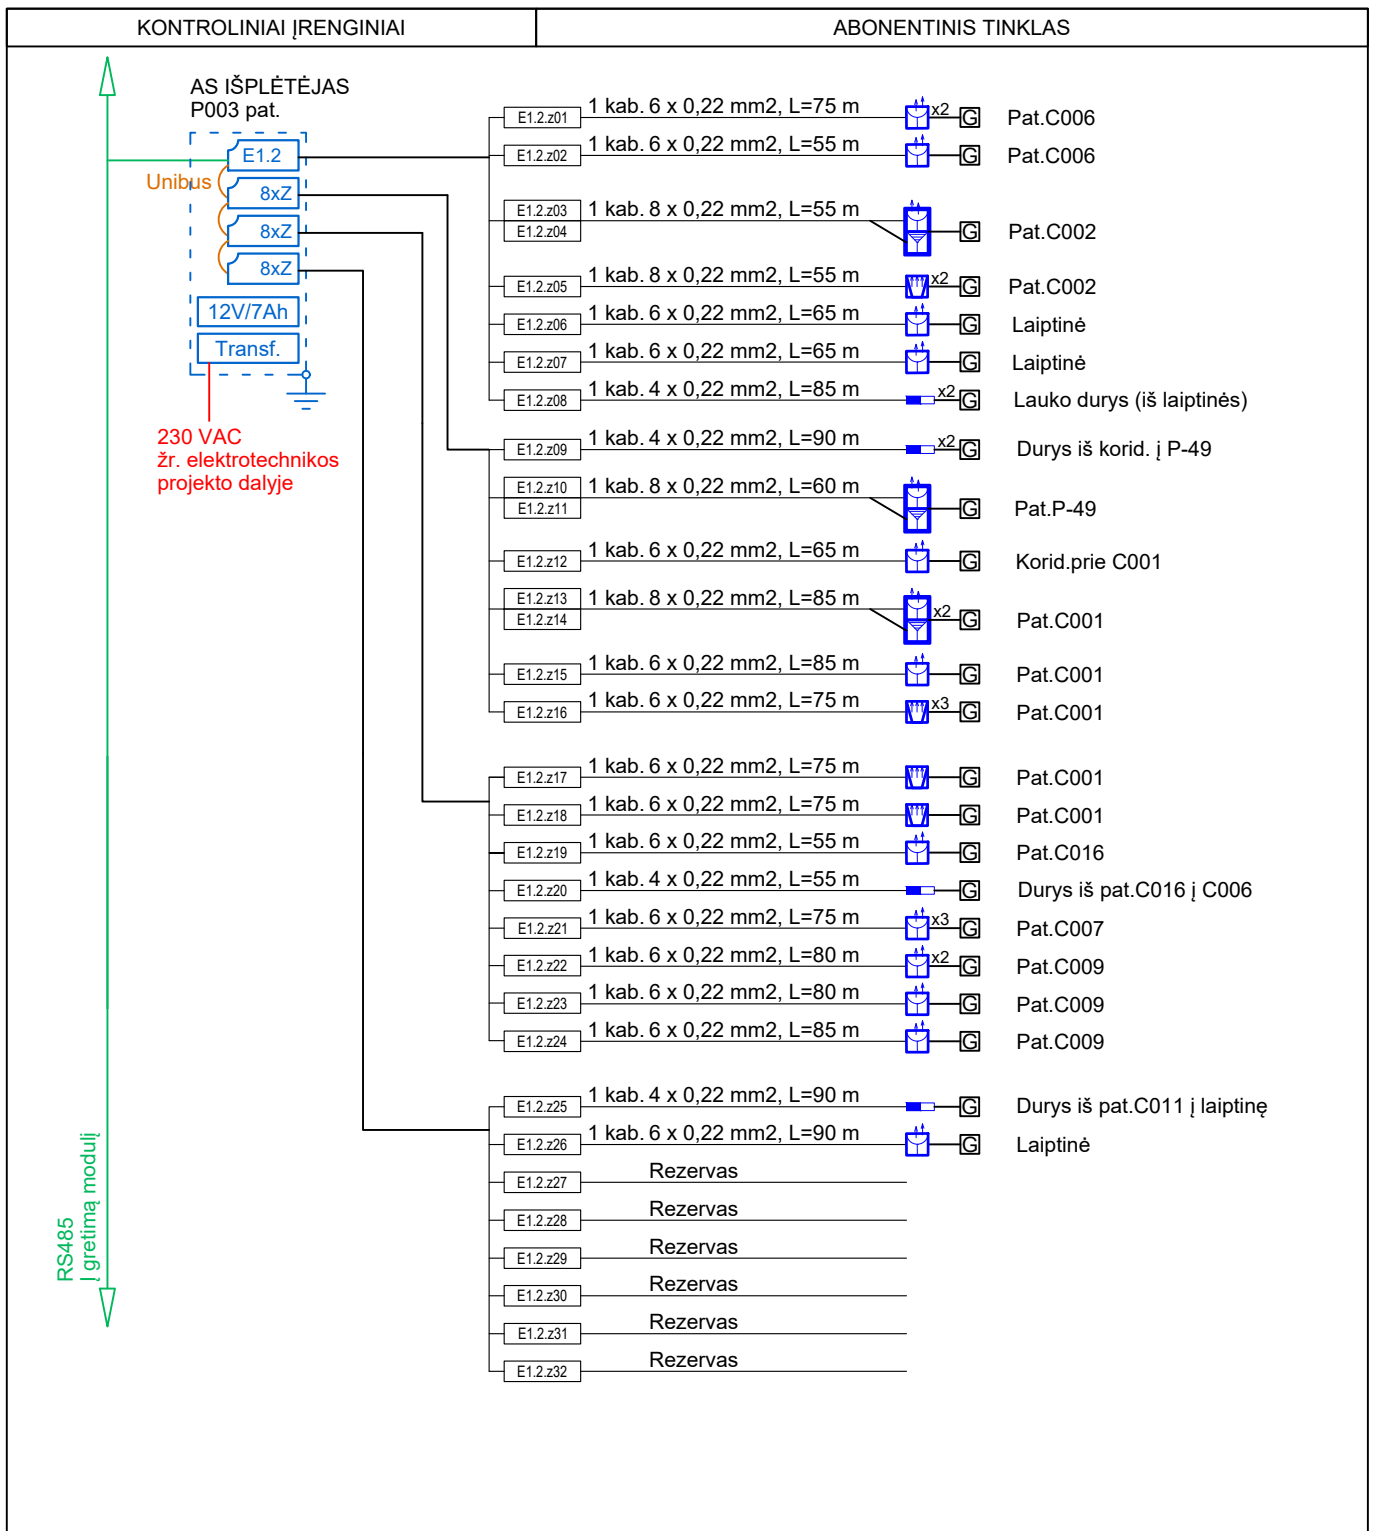 KONTROLINIAI ĮRENGINIAI
ABONENTINIS TINKLAS
AS IŠPLĖTĖJAS
P003 pat.
E1.2
Unibus
8xZ
8xZ
8xZ
12V/7Ah
Transf.
230 VAC
žr. elektrotechnikos
projekto dalyje
RS485
Į gretimą modulį
E1.2.z01 1 kab. 6 x 0,22 mm2, L=75 m x2 G Pat.C006
E1.2.z02 1 kab. 6 x 0,22 mm2, L=55 m G Pat.C006
E1.2.z03 1 kab. 8 x 0,22 mm2, L=55 m
E1.2.z04 G Pat.C002
E1.2.z05 1 kab. 8 x 0,22 mm2, L=55 m x2 G Pat.C002
E1.2.z06 1 kab. 6 x 0,22 mm2, L=65 m G Laiptinė
E1.2.z07 1 kab. 6 x 0,22 mm2, L=65 m G Laiptinė
E1.2.z08 1 kab. 4 x 0,22 mm2, L=85 m x2 G Lauko durys (iš laiptinės)
E1.2.z09 1 kab. 4 x 0,22 mm2, L=90 m x2 G Durys iš korid. į P-49
E1.2.z10 1 kab. 8 x 0,22 mm2, L=60 m
E1.2.z11 G Pat.P-49
E1.2.z12 1 kab. 6 x 0,22 mm2, L=65 m G Korid.prie C001
E1.2.z13 1 kab. 8 x 0,22 mm2, L=85 m
E1.2.z14 x2 G Pat.C001
E1.2.z15 1 kab. 6 x 0,22 mm2, L=85 m G Pat.C001
E1.2.z16 1 kab. 6 x 0,22 mm2, L=75 m x3 G Pat.C001
E1.2.z17 1 kab. 6 x 0,22 mm2, L=75 m G Pat.C001
E1.2.z18 1 kab. 6 x 0,22 mm2, L=75 m G Pat.C001
E1.2.z19 1 kab. 6 x 0,22 mm2, L=55 m G Pat.C016
E1.2.z20 1 kab. 4 x 0,22 mm2, L=55 m G Durys iš pat.C016 į C006
E1.2.z21 1 kab. 6 x 0,22 mm2, L=75 m x3 G Pat.C007
E1.2.z22 1 kab. 6 x 0,22 mm2, L=80 m x2 G Pat.C009
E1.2.z23 1 kab. 6 x 0,22 mm2, L=80 m G Pat.C009
E1.2.z24 1 kab. 6 x 0,22 mm2, L=85 m G Pat.C009
E1.2.z25 1 kab. 4 x 0,22 mm2, L=90 m G Durys iš pat.C011 į laiptinę
E1.2.z26 1 kab. 6 x 0,22 mm2, L=90 m G Laiptinė
E1.2.z27 Rezervas
E1.2.z28 Rezervas
E1.2.z29 Rezervas
E1.2.z30 Rezervas
E1.2.z31 Rezervas
E1.2.z32 Rezervas